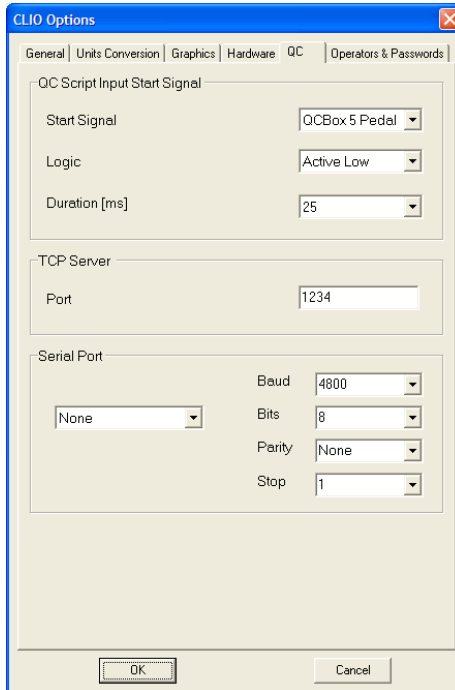 CLIO Options
General Units Conversion Graphics Hardware QC Operators & Passwords
QC Script Input Start Signal
Start Signal QCBox 5 Pedal
Logic Active Low
Duration [ms] 25
TCP Server
Port 1234
Serial Port
Baud 4800
None Bits 8
Parity None
Stop 1
OK Cancel